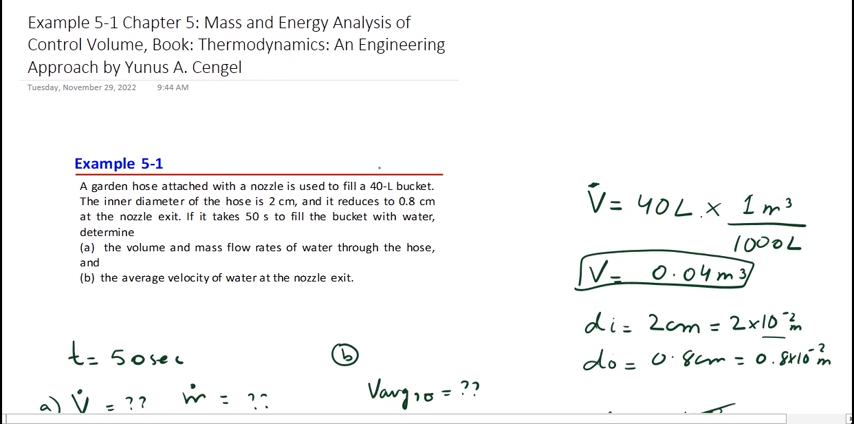 Example 5-1 Chapter 5: Mass and Energy Analysis of
Control Volume, Book: Thermodynamics: An Engineering
Approach by Yunus A. Cengel
Tuesday, November 29, 2022 9:44 AM
Example 5-1
A garden hose attached with a nozzle is used to fill a 40-L bucket.
The inner diameter of the hose is 2 cm, and it reduces to 0.8 cm
at the nozzle exit. If it takes 50 s to fill the bucket with water,
determine
(a) the volume and mass flow rates of water through the hose,
and
(b) the average velocity of water at the nozzle exit.
V̇ = 40L × 1 m³
1000L
V = 0.04 m³
di = 2cm = 2×10⁻² m
do = 0.8cm = 0.8×10⁻² m
t = 50 sec
a) V̇ = ?? ṁ = ??
(b)
Vavg,o = ??